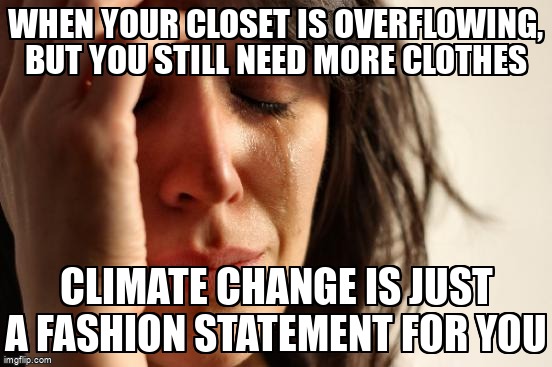 WHEN YOUR CLOSET IS OVERFLOWING,
BUT YOU STILL NEED MORE CLOTHES
CLIMATE CHANGE IS JUST
A FASHION STATEMENT FOR YOU
imgflip.com